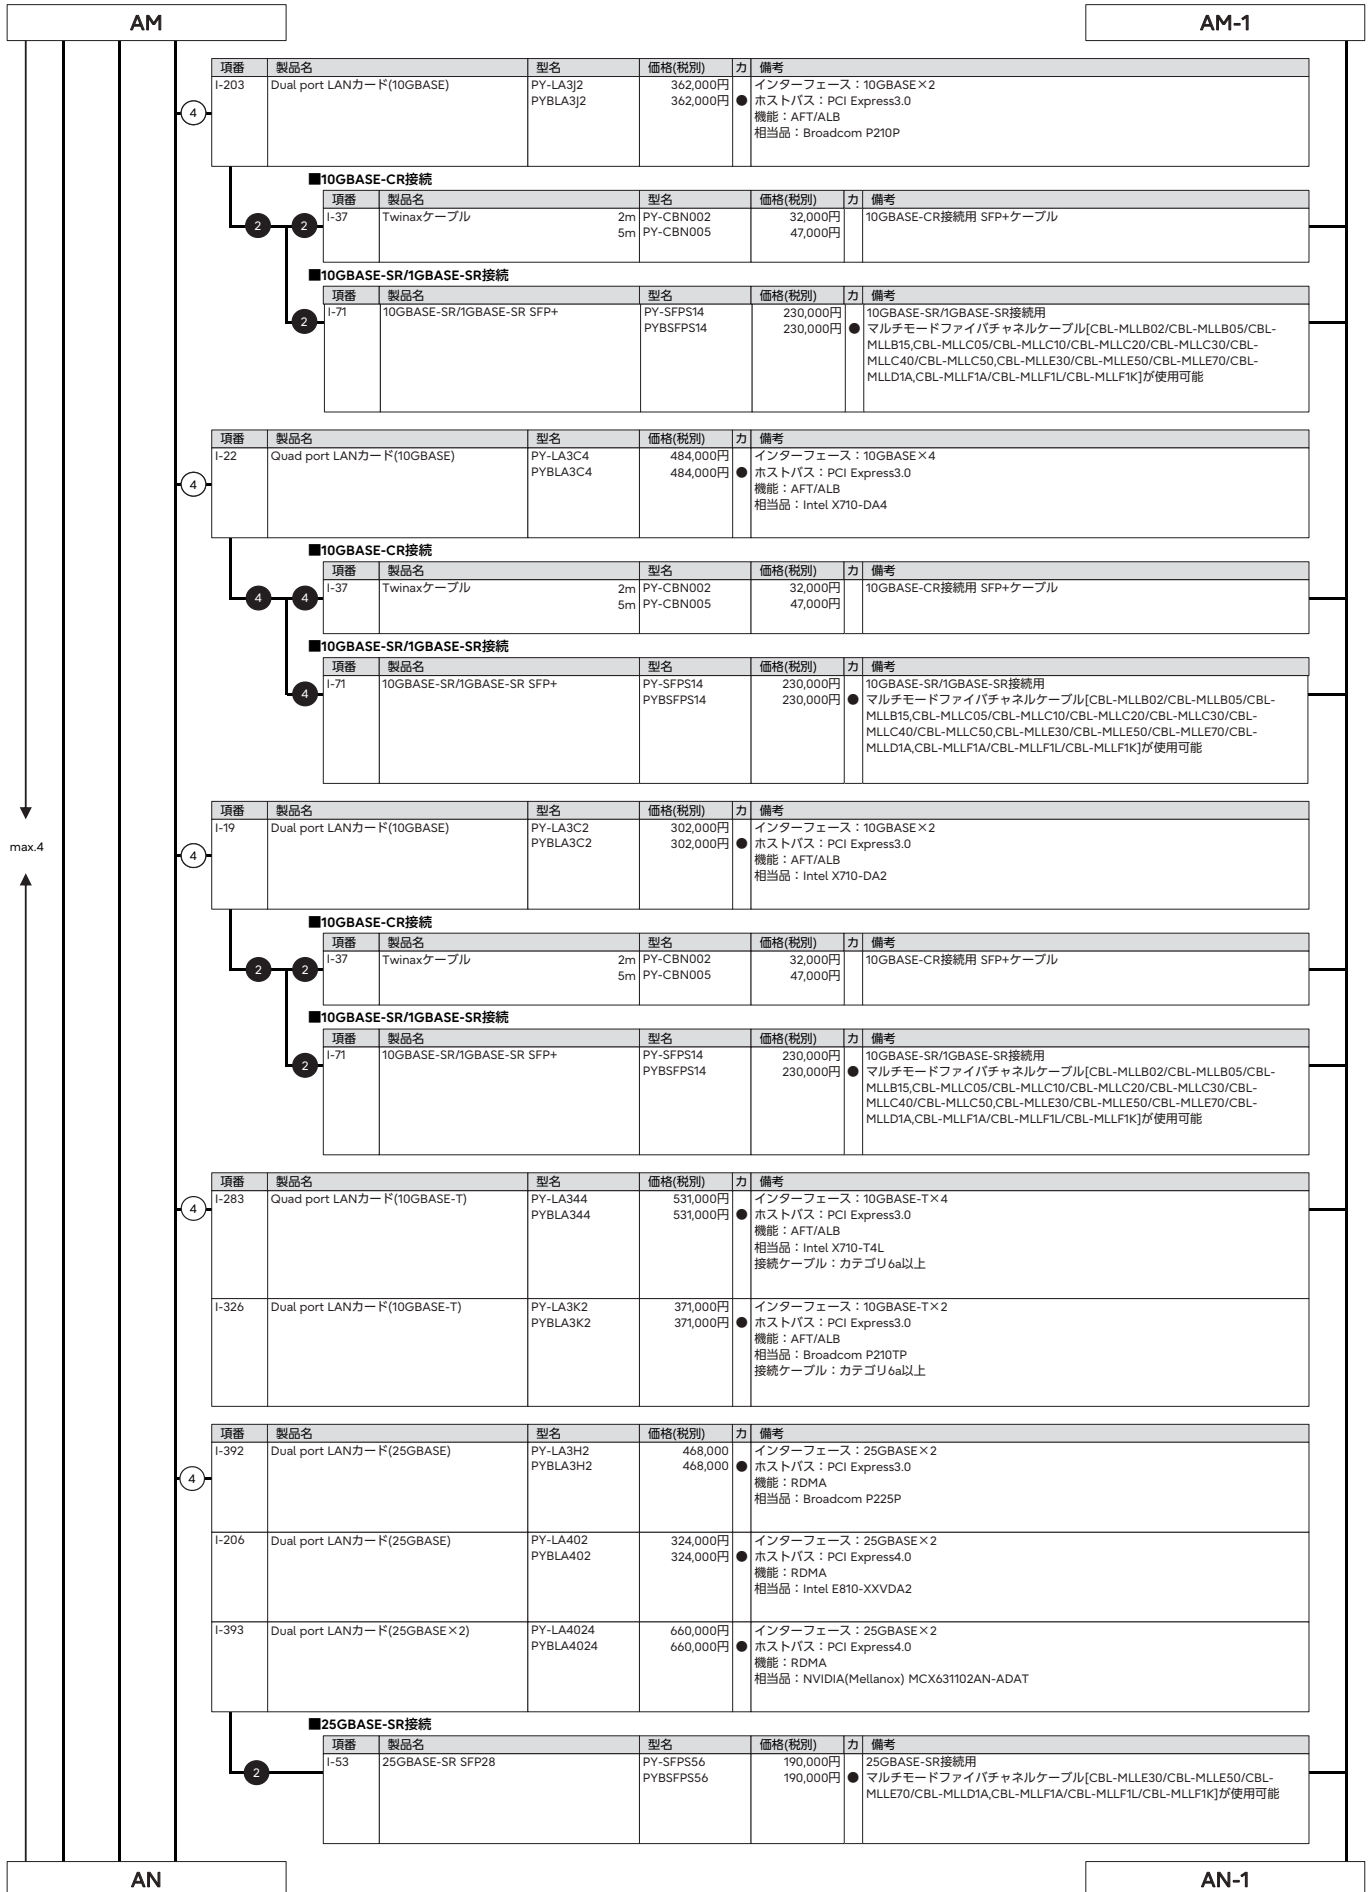 AM
AM-1
項番 製品名 型名 価格(税別) カ 備考
I-203 Dual port LANカード(10GBASE) PY-LA3J2 362,000円 インターフェース：10GBASE×2
PYBLA3J2 362,000円 ● ホストバス：PCI Express3.0
機能：AFT/ALB
相当品：Broadcom P210P
4
■10GBASE-CR接続
項番 製品名 型名 価格(税別) カ 備考
I-37 Twinaxケーブル 2m PY-CBN002 32,000円 10GBASE-CR接続用 SFP+ケーブル
2 2 5m PY-CBN005 47,000円
■10GBASE-SR/1GBASE-SR接続
項番 製品名 型名 価格(税別) カ 備考
I-71 10GBASE-SR/1GBASE-SR SFP+ PY-SFPS14 230,000円 10GBASE-SR/1GBASE-SR接続用
2 PYBSFPS14 230,000円 ● マルチモードファイバチャネルケーブル[CBL-MLLB02/CBL-MLLB05/CBL-
MLLB15,CBL-MLLC05/CBL-MLLC10/CBL-MLLC20/CBL-MLLC30/CBL-
MLLC40/CBL-MLLC50,CBL-MLLE30/CBL-MLLE50/CBL-MLLE70/CBL-
MLLD1A,CBL-MLLF1A/CBL-MLLF1L/CBL-MLLF1K]が使用可能
項番 製品名 型名 価格(税別) カ 備考
I-22 Quad port LANカード(10GBASE) PY-LA3C4 484,000円 インターフェース：10GBASE×4
PYBLA3C4 484,000円 ● ホストバス：PCI Express3.0
4 機能：AFT/ALB
相当品：Intel X710-DA4
■10GBASE-CR接続
項番 製品名 型名 価格(税別) カ 備考
I-37 Twinaxケーブル 2m PY-CBN002 32,000円 10GBASE-CR接続用 SFP+ケーブル
4 4 5m PY-CBN005 47,000円
■10GBASE-SR/1GBASE-SR接続
項番 製品名 型名 価格(税別) カ 備考
I-71 10GBASE-SR/1GBASE-SR SFP+ PY-SFPS14 230,000円 10GBASE-SR/1GBASE-SR接続用
4 PYBSFPS14 230,000円 ● マルチモードファイバチャネルケーブル[CBL-MLLB02/CBL-MLLB05/CBL-
MLLB15,CBL-MLLC05/CBL-MLLC10/CBL-MLLC20/CBL-MLLC30/CBL-
MLLC40/CBL-MLLC50,CBL-MLLE30/CBL-MLLE50/CBL-MLLE70/CBL-
MLLD1A,CBL-MLLF1A/CBL-MLLF1L/CBL-MLLF1K]が使用可能
項番 製品名 型名 価格(税別) カ 備考
I-19 Dual port LANカード(10GBASE) PY-LA3C2 302,000円 インターフェース：10GBASE×2
max.4 PYBLA3C2 302,000円 ● ホストバス：PCI Express3.0
4 機能：AFT/ALB
相当品：Intel X710-DA2
■10GBASE-CR接続
項番 製品名 型名 価格(税別) カ 備考
I-37 Twinaxケーブル 2m PY-CBN002 32,000円 10GBASE-CR接続用 SFP+ケーブル
2 2 5m PY-CBN005 47,000円
■10GBASE-SR/1GBASE-SR接続
項番 製品名 型名 価格(税別) カ 備考
I-71 10GBASE-SR/1GBASE-SR SFP+ PY-SFPS14 230,000円 10GBASE-SR/1GBASE-SR接続用
2 PYBSFPS14 230,000円 ● マルチモードファイバチャネルケーブル[CBL-MLLB02/CBL-MLLB05/CBL-
MLLB15,CBL-MLLC05/CBL-MLLC10/CBL-MLLC20/CBL-MLLC30/CBL-
MLLC40/CBL-MLLC50,CBL-MLLE30/CBL-MLLE50/CBL-MLLE70/CBL-
MLLD1A,CBL-MLLF1A/CBL-MLLF1L/CBL-MLLF1K]が使用可能
項番 製品名 型名 価格(税別) カ 備考
I-283 Quad port LANカード(10GBASE-T) PY-LA344 531,000円 インターフェース：10GBASE-T×4
4 PYBLA344 531,000円 ● ホストバス：PCI Express3.0
機能：AFT/ALB
相当品：Intel X710-T4L
接続ケーブル：カテゴリ6a以上
I-326 Dual port LANカード(10GBASE-T) PY-LA3K2 371,000円 インターフェース：10GBASE-T×2
PYBLA3K2 371,000円 ● ホストバス：PCI Express3.0
機能：AFT/ALB
相当品：Broadcom P210TP
接続ケーブル：カテゴリ6a以上
項番 製品名 型名 価格(税別) カ 備考
I-392 Dual port LANカード(25GBASE) PY-LA3H2 468,000 インターフェース：25GBASE×2
PYBLA3H2 468,000 ● ホストバス：PCI Express3.0
4 機能：RDMA
相当品：Broadcom P225P
I-206 Dual port LANカード(25GBASE) PY-LA402 324,000円 インターフェース：25GBASE×2
PYBLA402 324,000円 ● ホストバス：PCI Express4.0
機能：RDMA
相当品：Intel E810-XXVDA2
I-393 Dual port LANカード(25GBASE×2) PY-LA4024 660,000円 インターフェース：25GBASE×2
PYBLA4024 660,000円 ● ホストバス：PCI Express4.0
機能：RDMA
相当品：NVIDIA(Mellanox) MCX631102AN-ADAT
■25GBASE-SR接続
項番 製品名 型名 価格(税別) カ 備考
I-53 25GBASE-SR SFP28 PY-SFPS56 190,000円 25GBASE-SR接続用
2 PYBSFPS56 190,000円 ● マルチモードファイバチャネルケーブル[CBL-MLLE30/CBL-MLLE50/CBL-
MLLE70/CBL-MLLD1A,CBL-MLLF1A/CBL-MLLF1L/CBL-MLLF1K]が使用可能
AN
AN-1